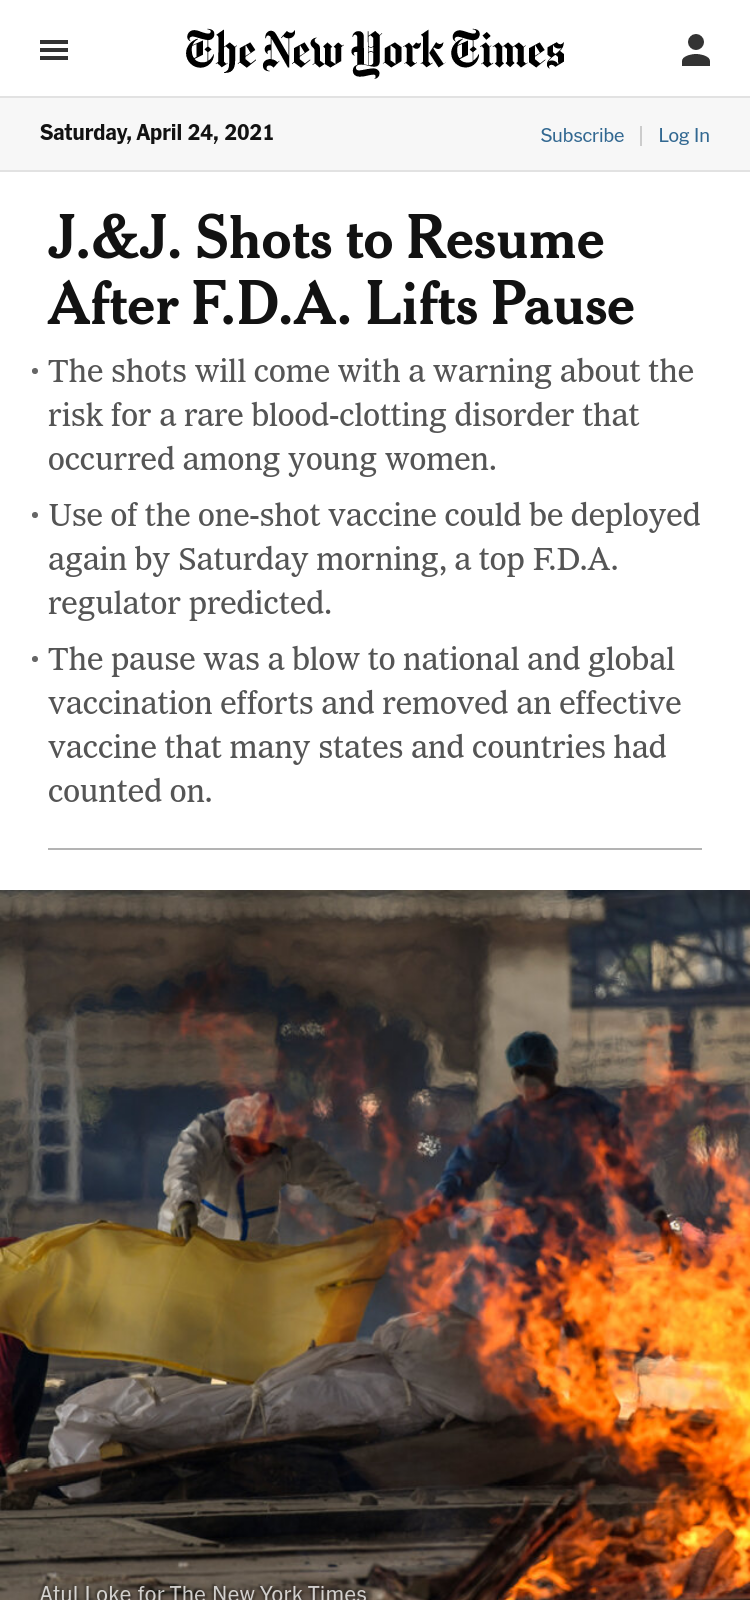 The New York Times
Saturday, April 24, 2021
Subscribe | Log In
J.&J. Shots to Resume
After F.D.A. Lifts Pause
• The shots will come with a warning about the
risk for a rare blood-clotting disorder that
occurred among young women.
• Use of the one-shot vaccine could be deployed
again by Saturday morning, a top F.D.A.
regulator predicted.
• The pause was a blow to national and global
vaccination efforts and removed an effective
vaccine that many states and countries had
counted on.
Atul Loke for The New York Times